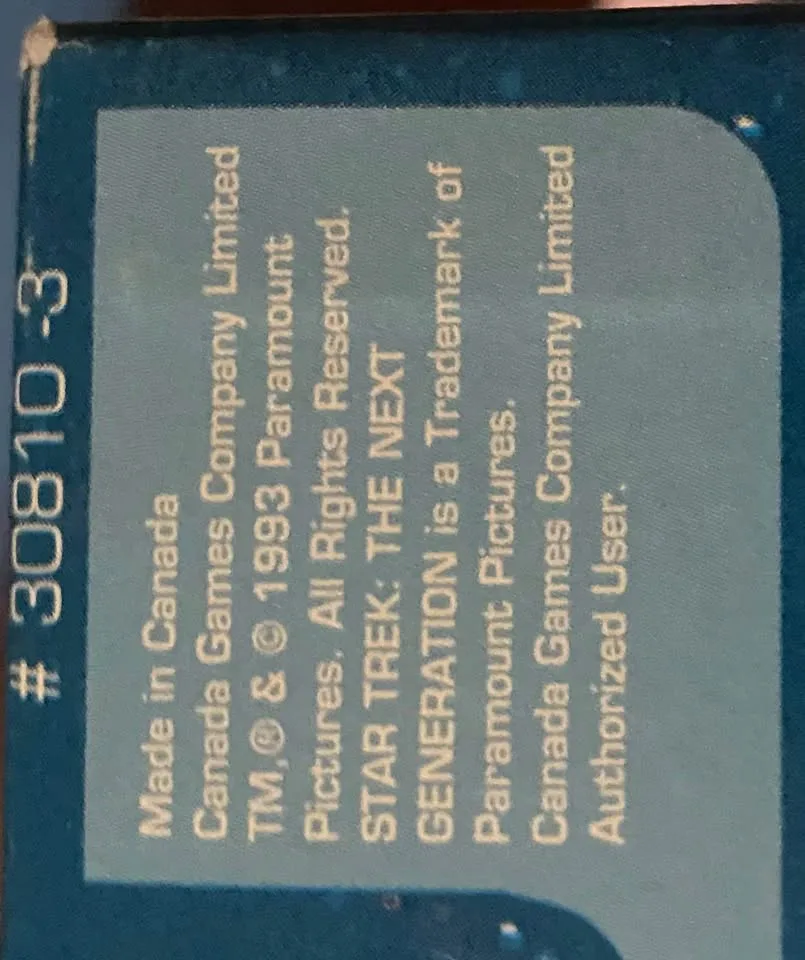 # 30810 -3
Made in Canada
Canada Games Company Limited
TM,® & © 1993 Paramount
Pictures. All Rights Reserved.
STAR TREK: THE NEXT
GENERATION is a Trademark of
Paramount Pictures.
Canada Games Company Limited
Authorized User.